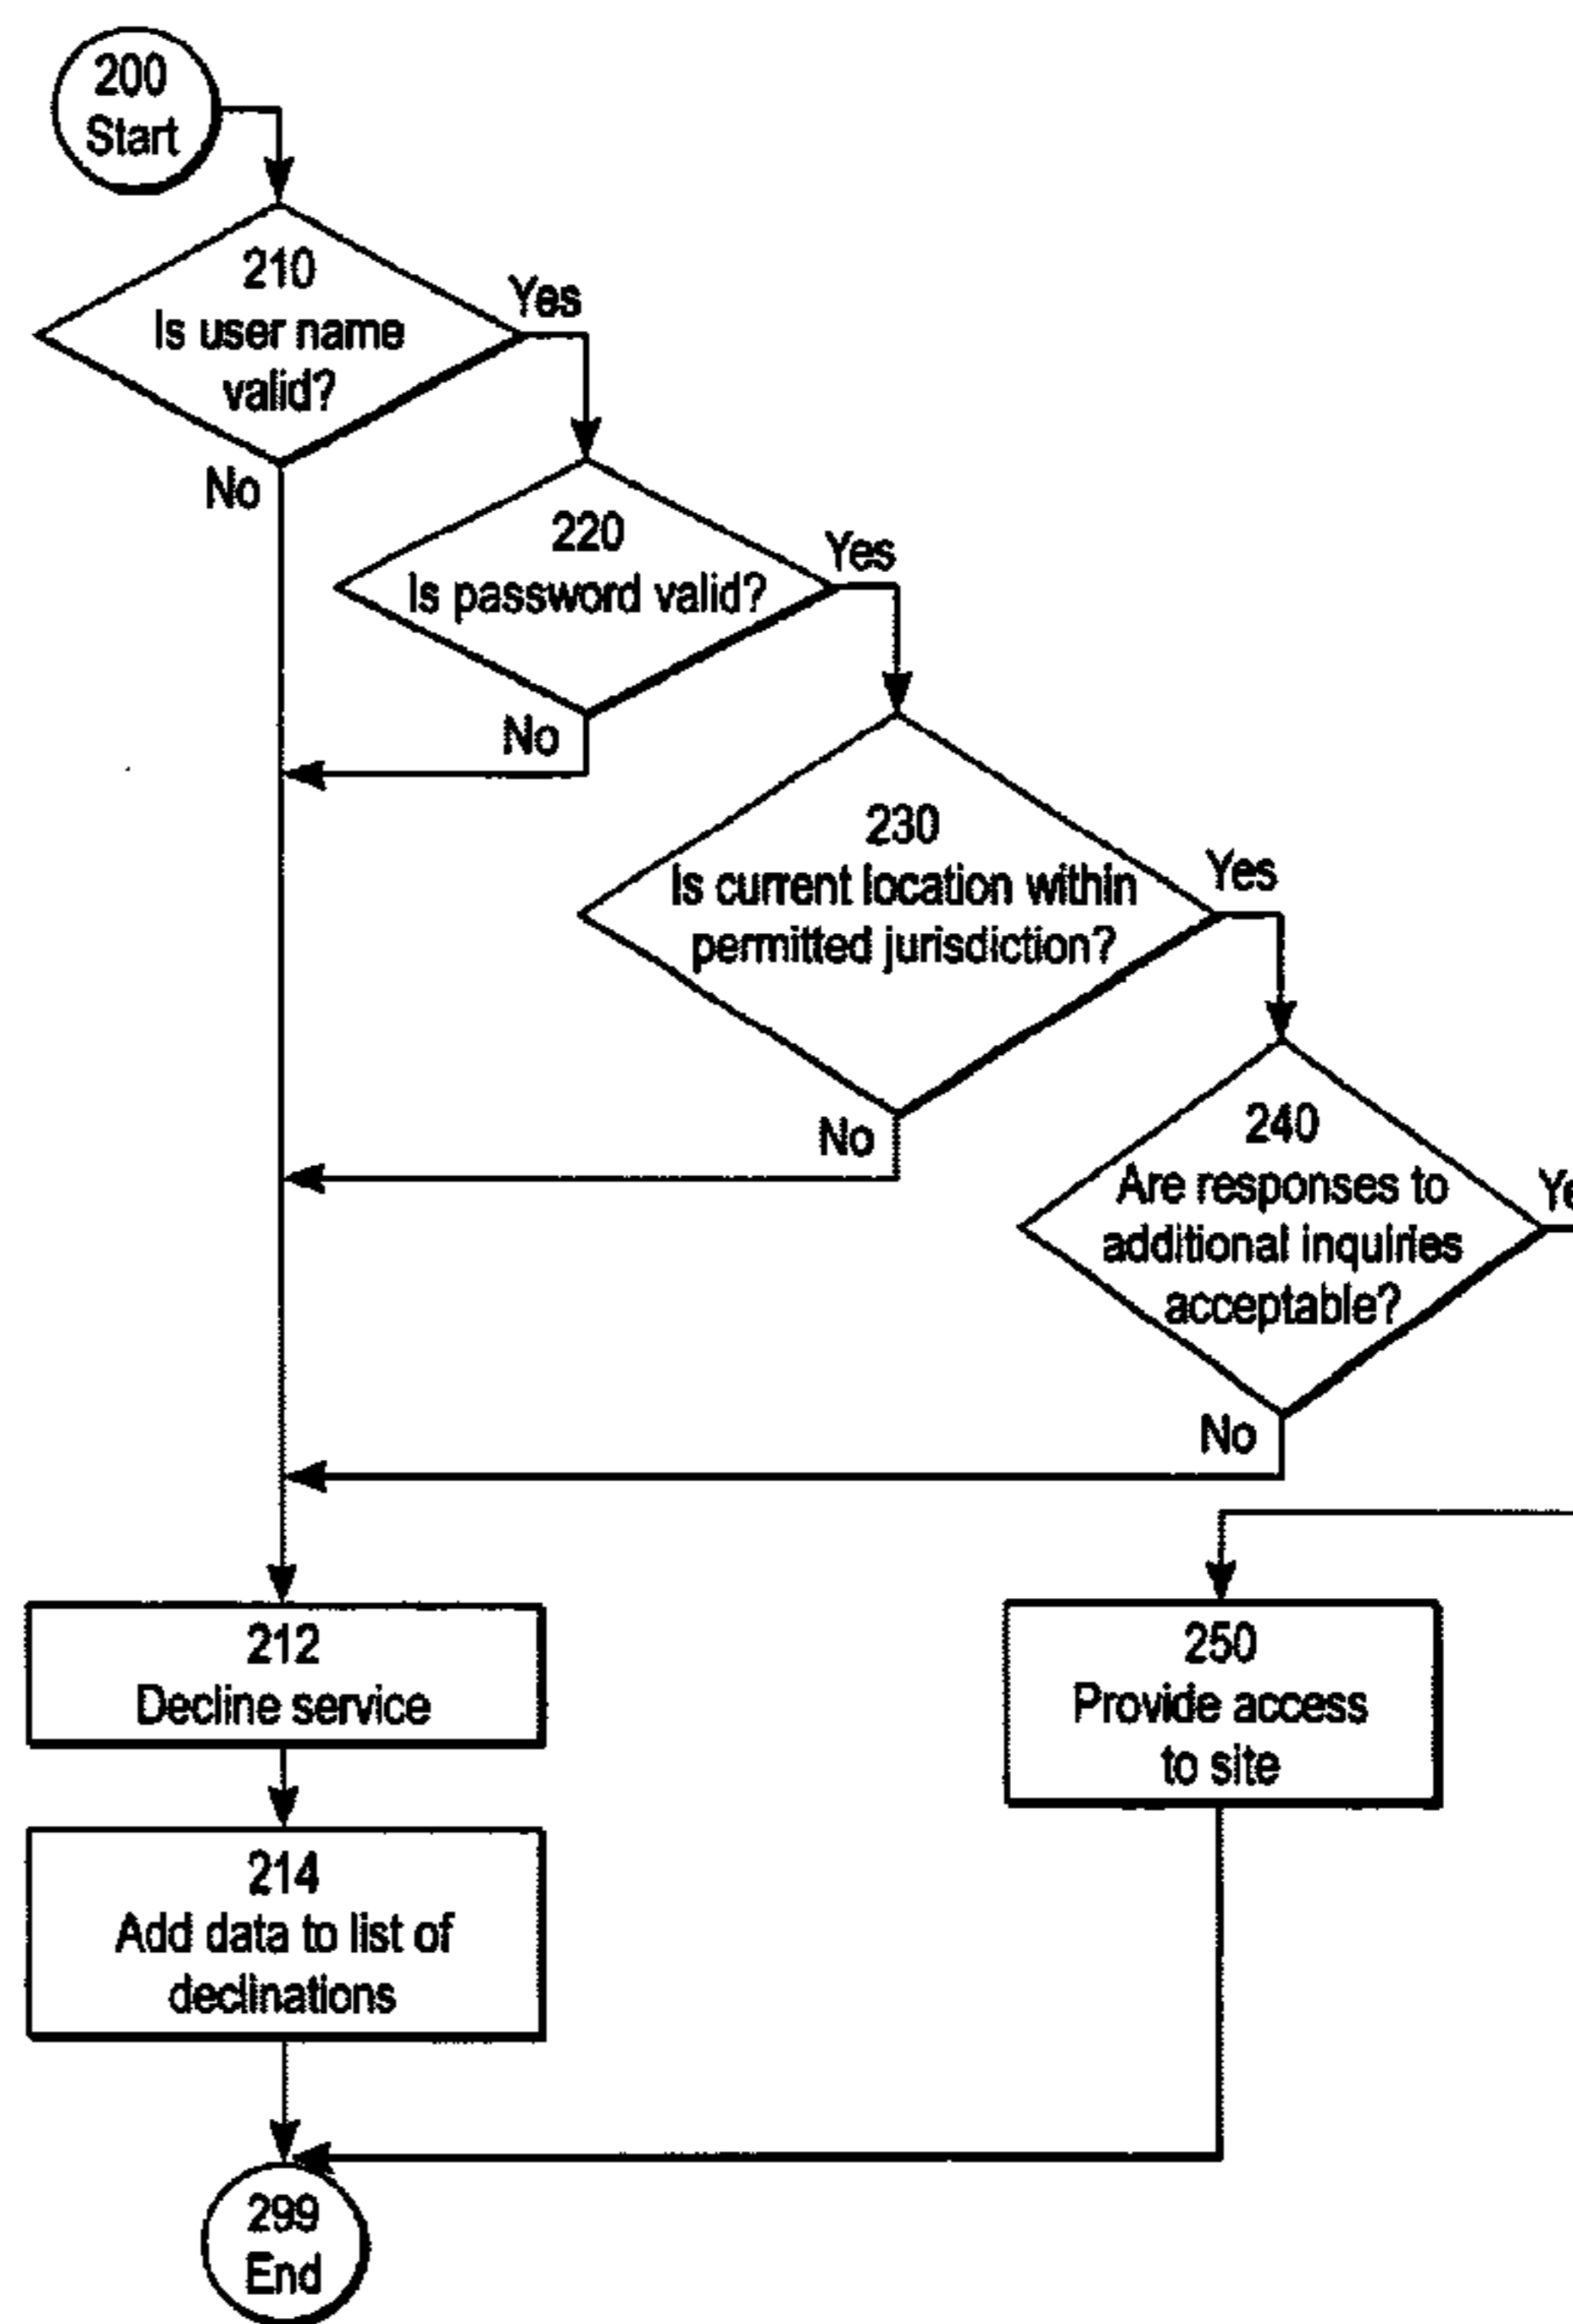 200
Start
210
Is user name
valid?
Yes
No
220
Is password valid?
Yes
No
230
Is current location within
permitted jurisdiction?
Yes
No
240
Are responses to
additional inquiries
acceptable?
Ye
No
212
Decline service
250
Provide access
to site
214
Add data to list of
declinations
299
End